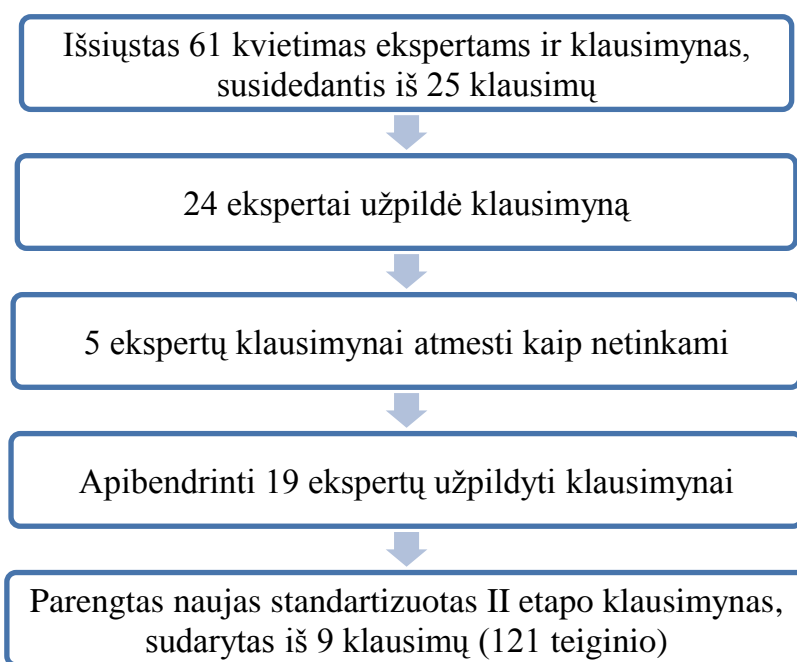 Išsiųstas 61 kvietimas ekspertams ir klausimynas,
susidedantis iš 25 klausimų
24 ekspertai užpildė klausimyną
5 ekspertų klausimynai atmesti kaip netinkami
Apibendrinti 19 ekspertų užpildyti klausimynai
Parengtas naujas standartizuotas II etapo klausimynas,
sudarytas iš 9 klausimų (121 teiginio)